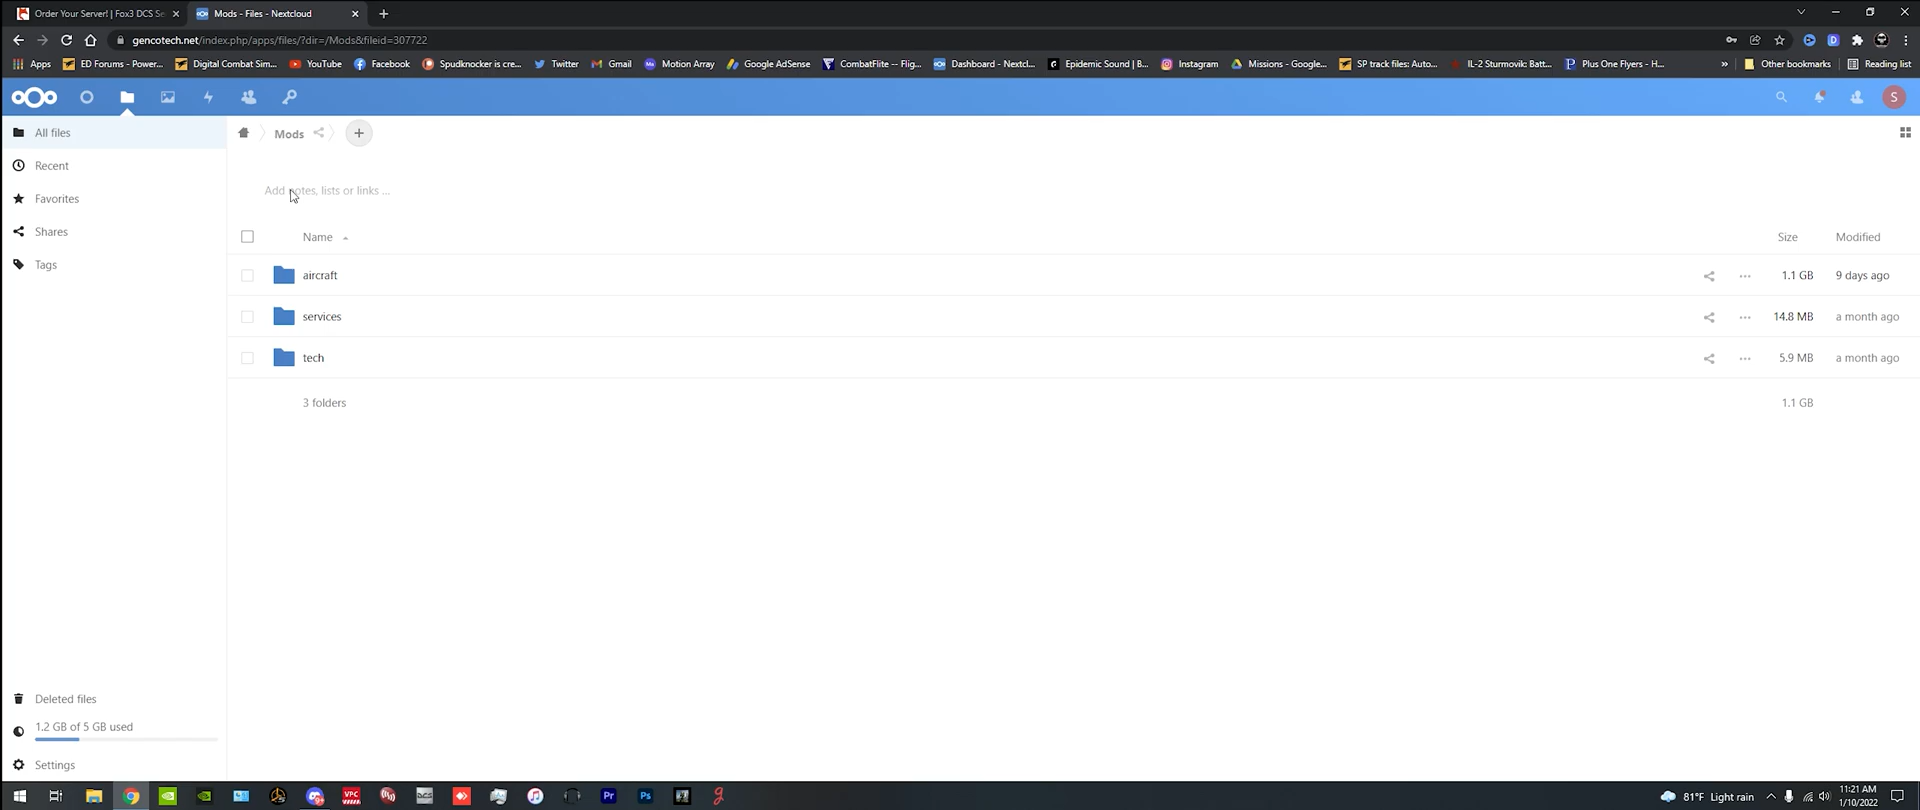 Order Your Server! | Fox3 DCS Se
Mods - Files - Nextcloud
gencotech.net/index.php/apps/files/?dir=/Mods&fileid=307722
Apps
ED Forums - Power...
Digital Combat Sim...
YouTube
Facebook
Spudknocker is cre...
Twitter
Gmail
Motion Array
Google AdSense
CombatFlite -- Flig...
Dashboard - Nextcl...
Epidemic Sound | B...
Instagram
Missions - Google...
SP track files: Auto...
IL-2 Sturmovik: Batt...
Plus One Flyers - H...
»
Other bookmarks
Reading list
S
All files
Recent
Favorites
Shares
Tags
Mods
Add notes, lists or links ...
Name
Size
Modified
aircraft
1.1 GB
9 days ago
services
14.8 MB
a month ago
tech
5.9 MB
a month ago
3 folders
1.1 GB
Deleted files
1.2 GB of 5 GB used
Settings
VPC
DCS
Pr
Ps
81°F Light rain
11:21 AM
1/10/2022